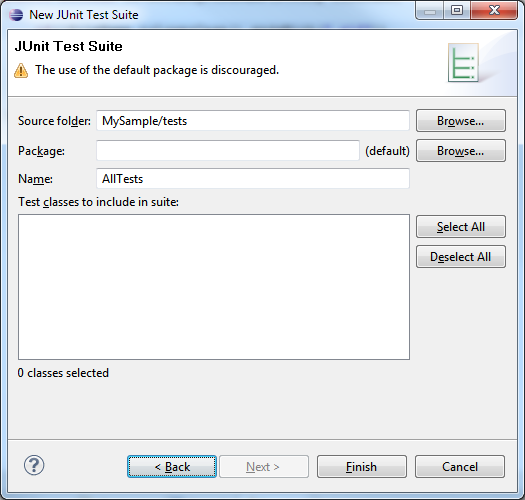 New JUnit Test Suite
JUnit Test Suite
The use of the default package is discouraged.
Source folder: MySample/tests Browse...
Package: (default) Browse...
Name: AllTests
Test classes to include in suite:
Select All
Deselect All
0 classes selected
? < Back Next > Finish Cancel